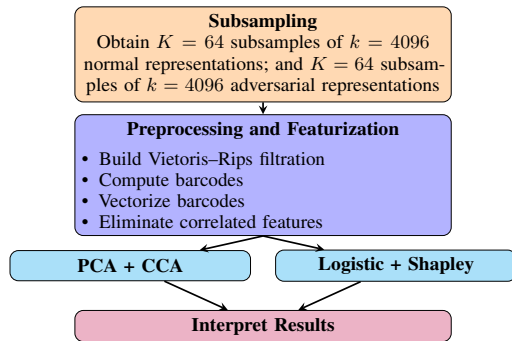 Subsampling
Obtain K = 64 subsamples of k = 4096
normal representations; and K = 64 subsam-
ples of k = 4096 adversarial representations
Preprocessing and Featurization
• Build Vietoris–Rips filtration
• Compute barcodes
• Vectorize barcodes
• Eliminate correlated features
PCA + CCA
Logistic + Shapley
Interpret Results